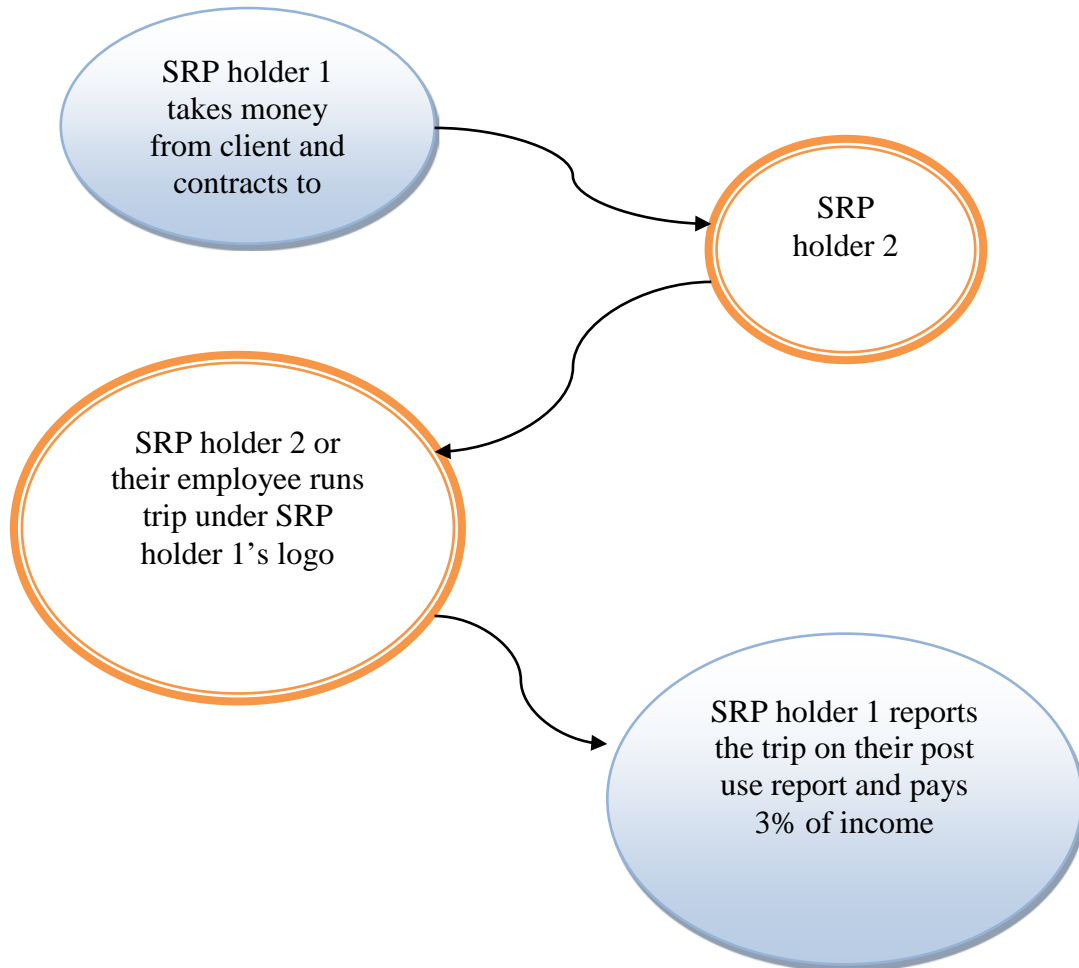 SRP holder 1
takes money
from client and
contracts to
SRP
holder 2
SRP holder 2 or
their employee runs
trip under SRP
holder 1’s logo
SRP holder 1 reports
the trip on their post
use report and pays
3% of income